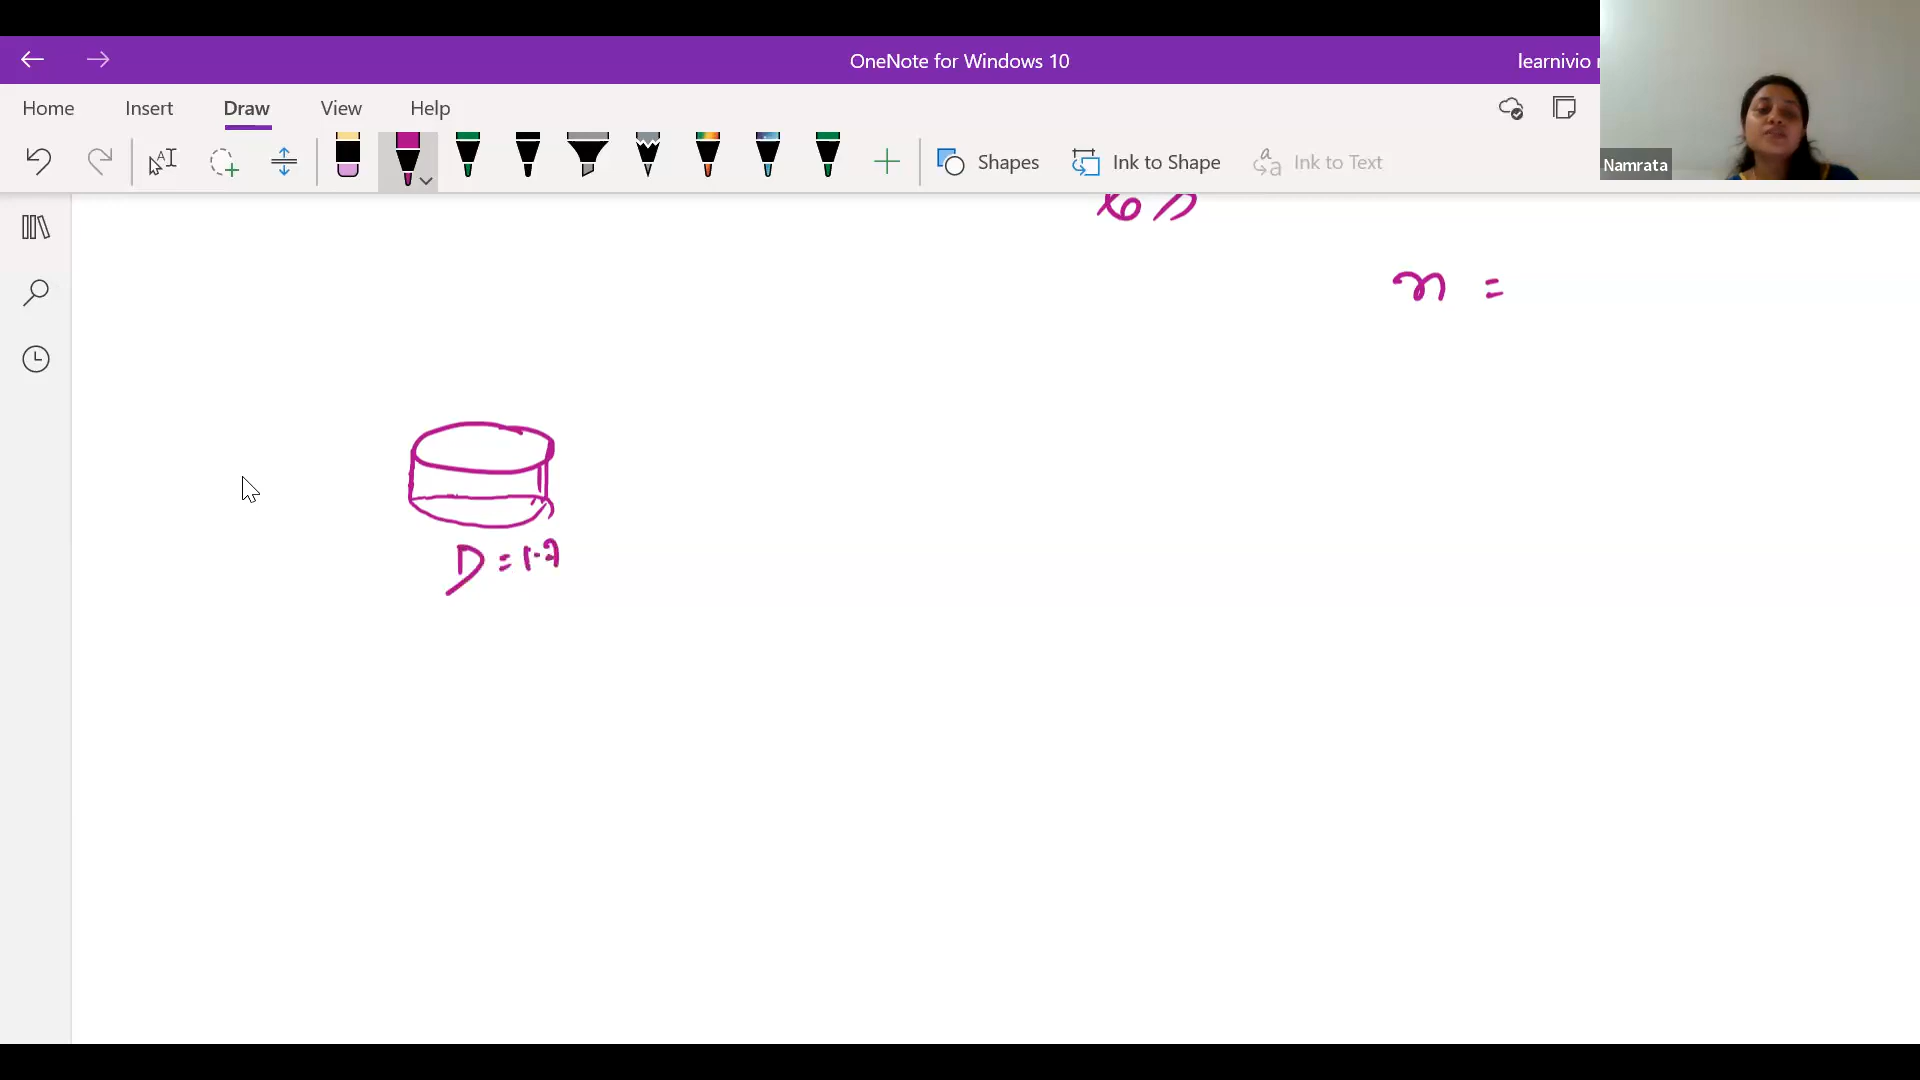 OneNote for Windows 10
learnivio
Home Insert Draw View Help
Shapes Ink to Shape Ink to Text
Namrata
n =
D = 1.7